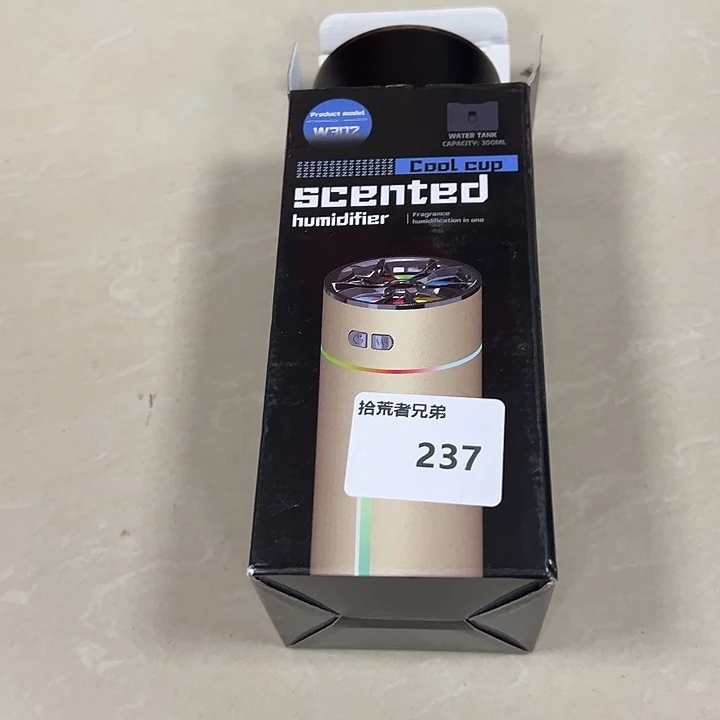 Product model
W302
WATER TANK
CAPACITY: 300ML
Cool cup
scented
humidifier
Fragrance
humidification in one
拾荒者兄弟
237